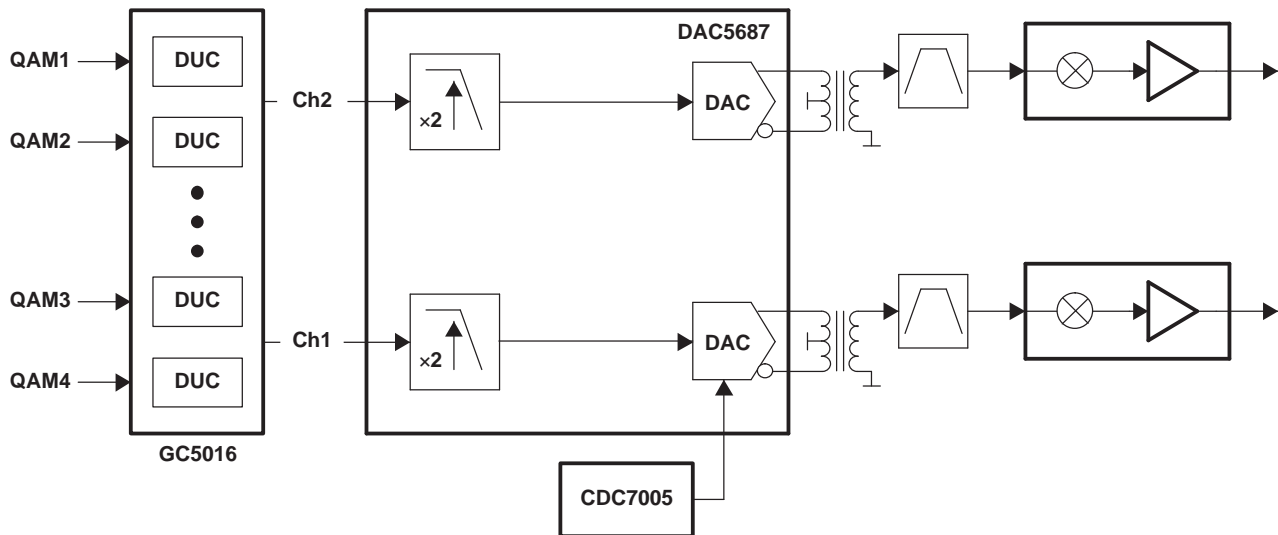 DAC5687
QAM1
DUC
Ch2
×2
DAC
QAM2
DUC
QAM3
DUC
Ch1
×2
DAC
QAM4
DUC
GC5016
CDC7005